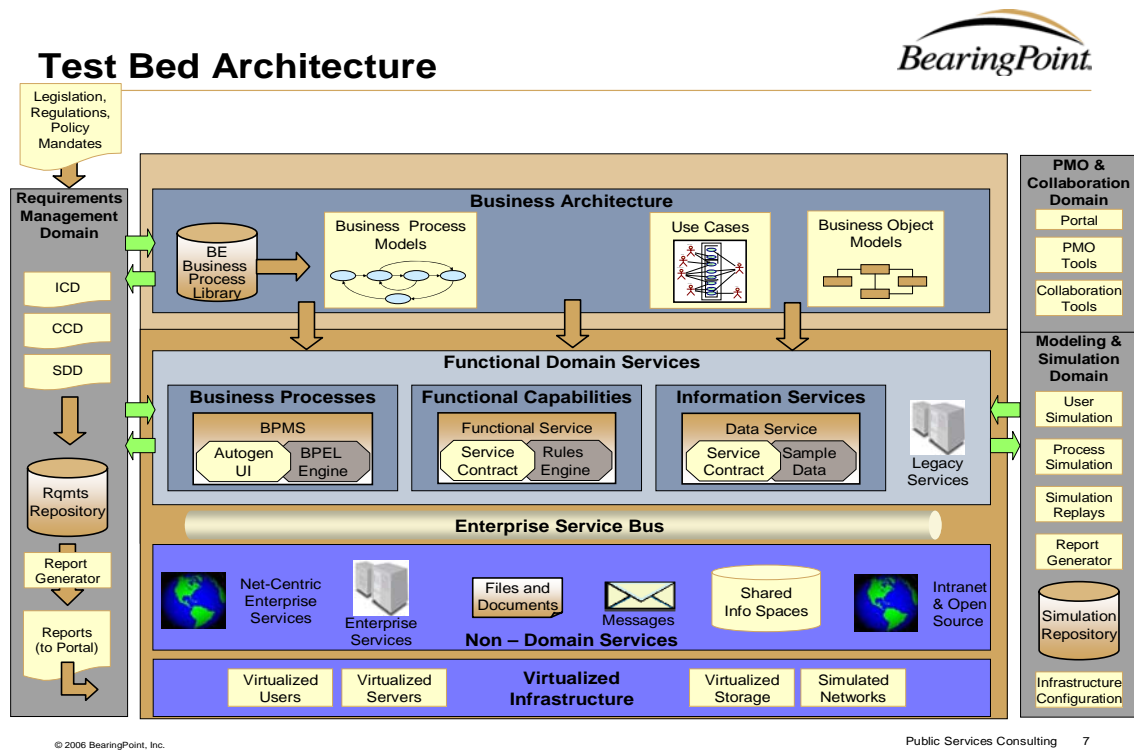 Test Bed Architecture
BearingPoint.
Legislation,
Regulations,
Policy
Mandates
Requirements
Management
Domain
ICD
CCD
SDD
Rqmts
Repository
Report
Generator
Reports
(to Portal)
Business Architecture
BE
Business
Process
Library
Business Process
Models
Use Cases
Business Object
Models
Functional Domain Services
Business Processes
BPMS
Autogen
UI
BPEL
Engine
Functional Capabilities
Functional Service
Service
Contract
Rules
Engine
Information Services
Data Service
Service
Contract
Sample
Data
Legacy
Services
Enterprise Service Bus
Net-Centric
Enterprise
Services
Enterprise
Services
Files and
Documents
Messages
Shared
Info Spaces
Intranet
& Open
Source
Non – Domain Services
Virtualized
Users
Virtualized
Servers
Virtualized
Infrastructure
Virtualized
Storage
Simulated
Networks
PMO &
Collaboration
Domain
Portal
PMO
Tools
Collaboration
Tools
Modeling &
Simulation
Domain
User
Simulation
Process
Simulation
Simulation
Replays
Report
Generator
Simulation
Repository
Infrastructure
Configuration
© 2006 BearingPoint, Inc.
Public Services Consulting 7